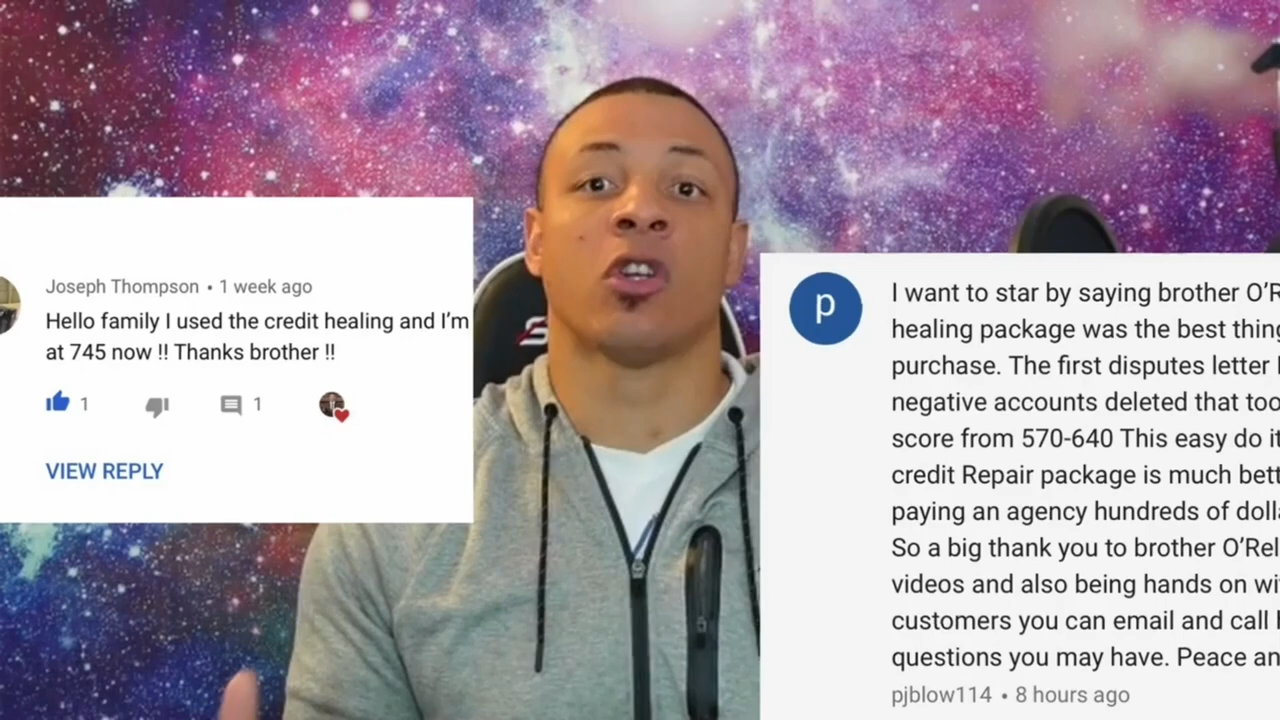 Joseph Thompson • 1 week ago
Hello family I used the credit healing and I'm
at 745 now !! Thanks brother !!
1
1
VIEW REPLY
p
I want to star by saying brother O'R
healing package was the best thing
purchase. The first disputes letter
negative accounts deleted that too
score from 570-640 This easy do it
credit Repair package is much bett
paying an agency hundreds of dolla
So a big thank you to brother O'Rel
videos and also being hands on wi
customers you can email and call
questions you may have. Peace an
pjblow114 • 8 hours ago